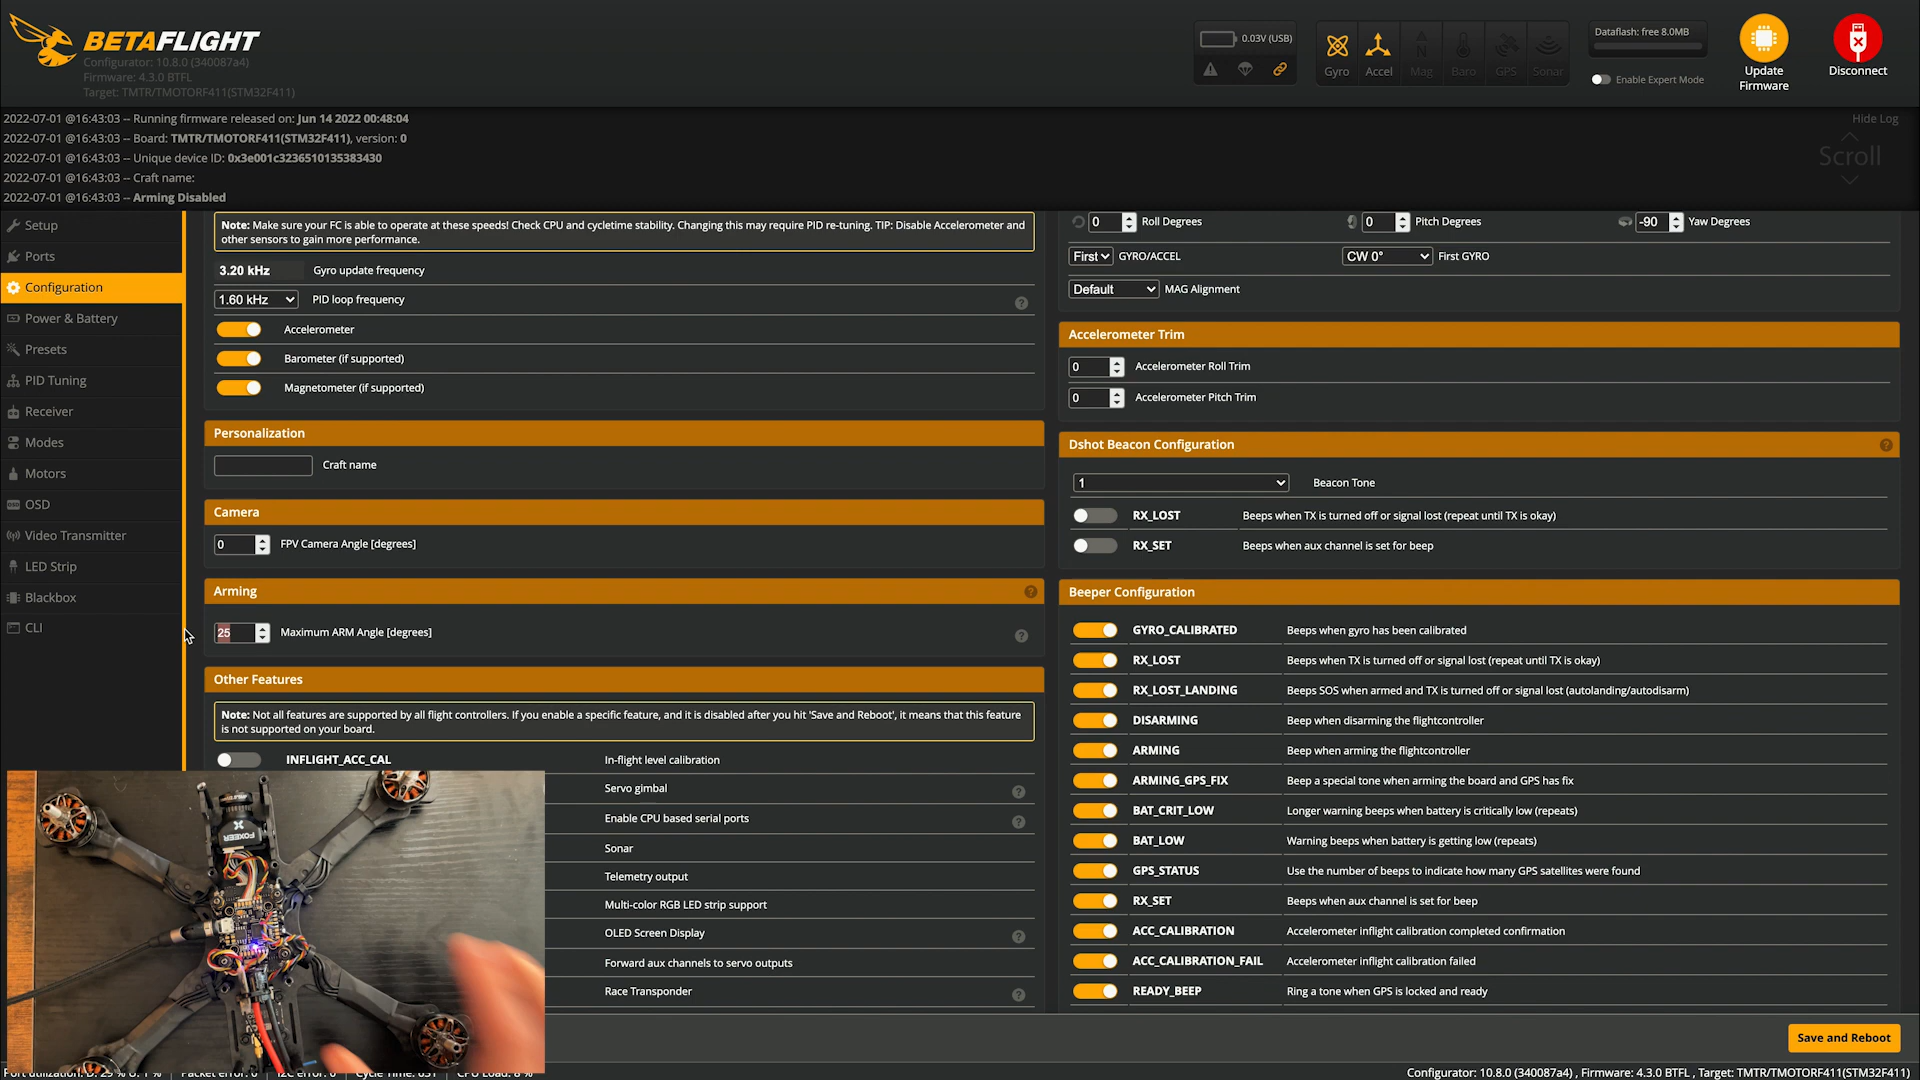 BETAFLIGHT
Configurator: 10.8.0 (340087a4)
Firmware: 4.3.0 BTFL
Target: TMTR/TMOTORF411(STM32F411)
0.03V (USB)
Gyro
Accel
Mag
Baro
GPS
Sonar
Dataflash: free 8.0MB
Enable Expert Mode
Update
Firmware
Disconnect
2022-07-01 @16:43:03 -- Running firmware released on: Jun 14 2022 00:48:04
2022-07-01 @16:43:03 -- Board: TMTR/TMOTORF411(STM32F411), version: 0
2022-07-01 @16:43:03 -- Unique device ID: 0x3e001c3236510135383430
2022-07-01 @16:43:03 -- Craft name:
2022-07-01 @16:43:03 -- Arming Disabled
Hide Log
Scroll
Setup
Ports
Configuration
Power & Battery
Presets
PID Tuning
Receiver
Modes
Motors
OSD
Video Transmitter
LED Strip
Blackbox
CLI
Note: Make sure your FC is able to operate at these speeds! Check CPU and cycletime stability. Changing this may require PID re-tuning. TIP: Disable Accelerometer and
other sensors to gain more performance.
3.20 kHz Gyro update frequency
1.60 kHz PID loop frequency
Accelerometer
Barometer (if supported)
Magnetometer (if supported)
Personalization
Craft name
Camera
0 FPV Camera Angle [degrees]
Arming
25 Maximum ARM Angle [degrees]
Other Features
Note: Not all features are supported by all flight controllers. If you enable a specific feature, and it is disabled after you hit 'Save and Reboot', it means that this feature
is not supported on your board.
INFLIGHT_ACC_CAL In-flight level calibration
Servo gimbal
Enable CPU based serial ports
Sonar
Telemetry output
Multi-color RGB LED strip support
OLED Screen Display
Forward aux channels to servo outputs
Race Transponder
FOXEER
0 Roll Degrees 0 Pitch Degrees -90 Yaw Degrees
First GYRO/ACCEL CW 0° First GYRO
Default MAG Alignment
Accelerometer Trim
0 Accelerometer Roll Trim
0 Accelerometer Pitch Trim
Dshot Beacon Configuration
1 Beacon Tone
RX_LOST Beeps when TX is turned off or signal lost (repeat until TX is okay)
RX_SET Beeps when aux channel is set for beep
Beeper Configuration
GYRO_CALIBRATED Beeps when gyro has been calibrated
RX_LOST Beeps when TX is turned off or signal lost (repeat until TX is okay)
RX_LOST_LANDING Beeps SOS when armed and TX is turned off or signal lost (autolanding/autodisarm)
DISARMING Beep when disarming the flightcontroller
ARMING Beep when arming the flightcontroller
ARMING_GPS_FIX Beep a special tone when arming the board and GPS has fix
BAT_CRIT_LOW Longer warning beeps when battery is critically low (repeats)
BAT_LOW Warning beeps when battery is getting low (repeats)
GPS_STATUS Use the number of beeps to indicate how many GPS satellites were found
RX_SET Beeps when aux channel is set for beep
ACC_CALIBRATION Accelerometer inflight calibration completed confirmation
ACC_CALIBRATION_FAIL Accelerometer inflight calibration failed
READY_BEEP Ring a tone when GPS is locked and ready
Save and Reboot
Port utilization: D: 29 % U: 1 % Packet error: 0 I2C error: 0 Cycle Time: 631 CPU Load: 8 %
Configurator: 10.8.0 (340087a4) , Firmware: 4.3.0 BTFL , Target: TMTR/TMOTORF411(STM32F411)